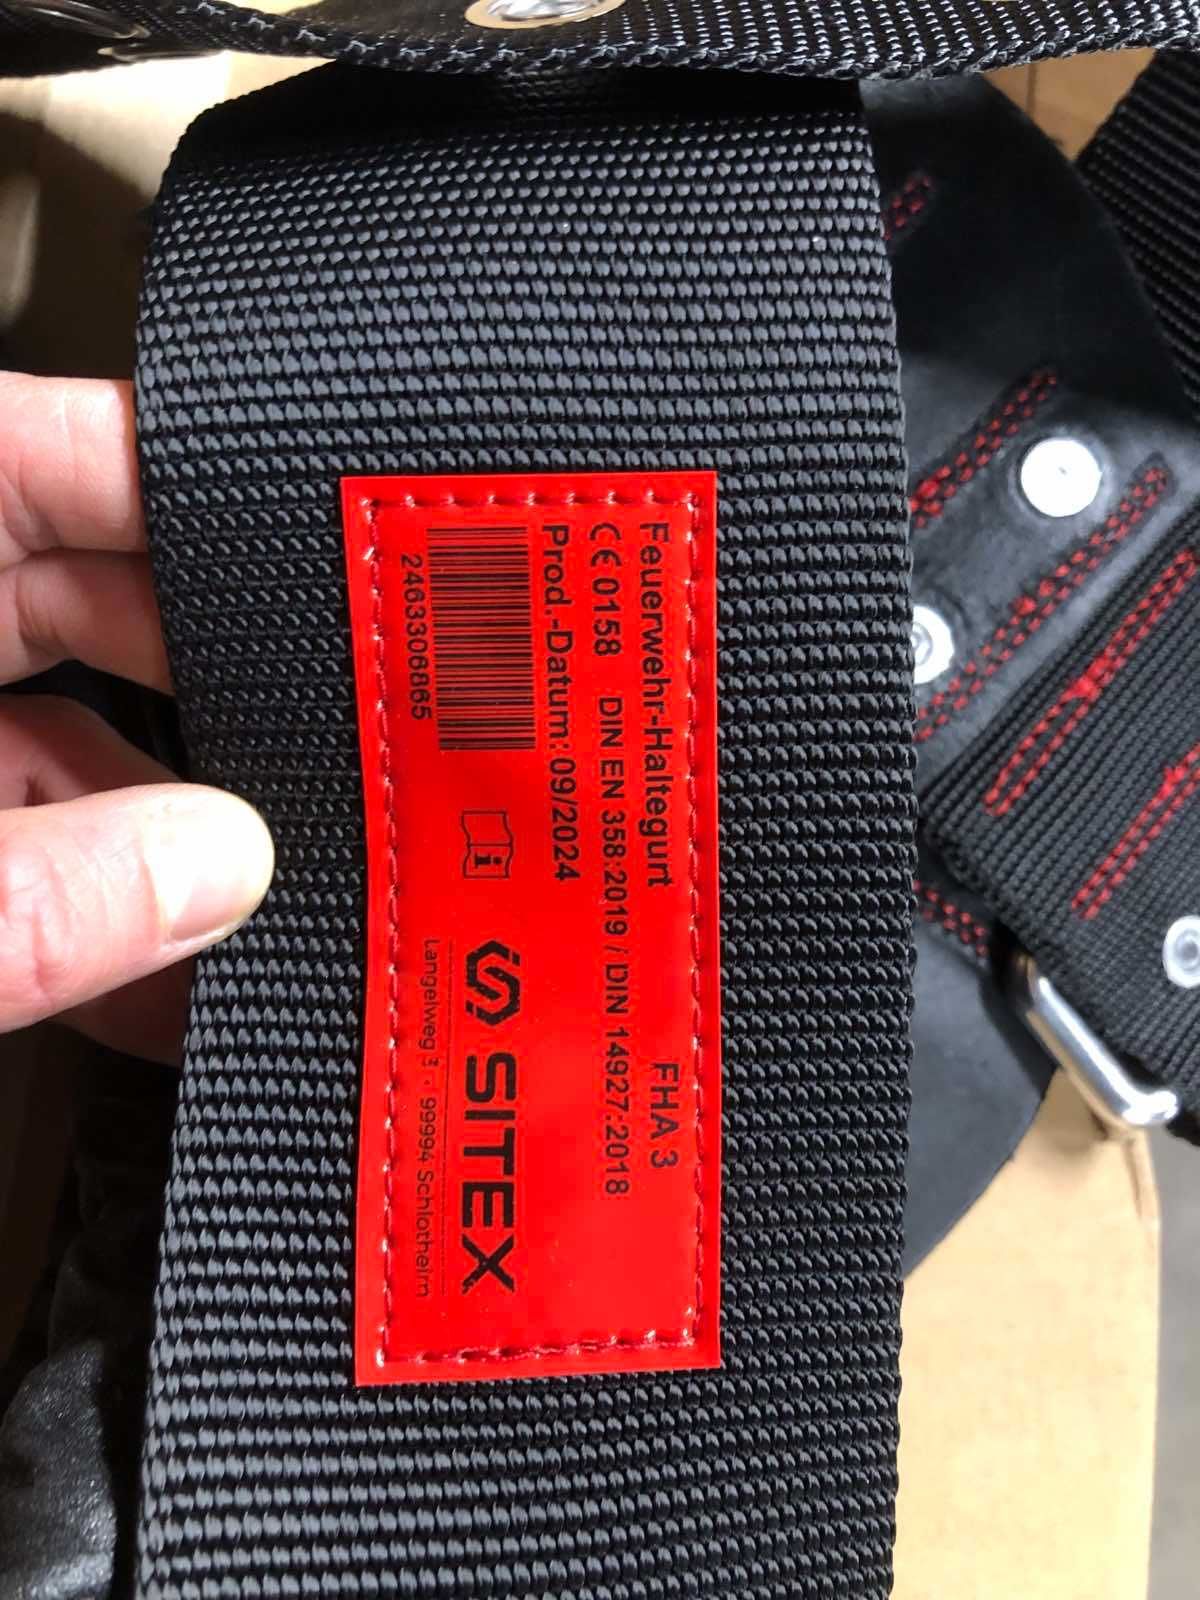 Feuerwehr-Haltegurt FHA 3
CE 0158 DIN EN 358:2019 / DIN 14927:2018
Prod.-Datum: 09/2024
2463306865
SITEX
Langelweg 3 · 99994 Schlotheim